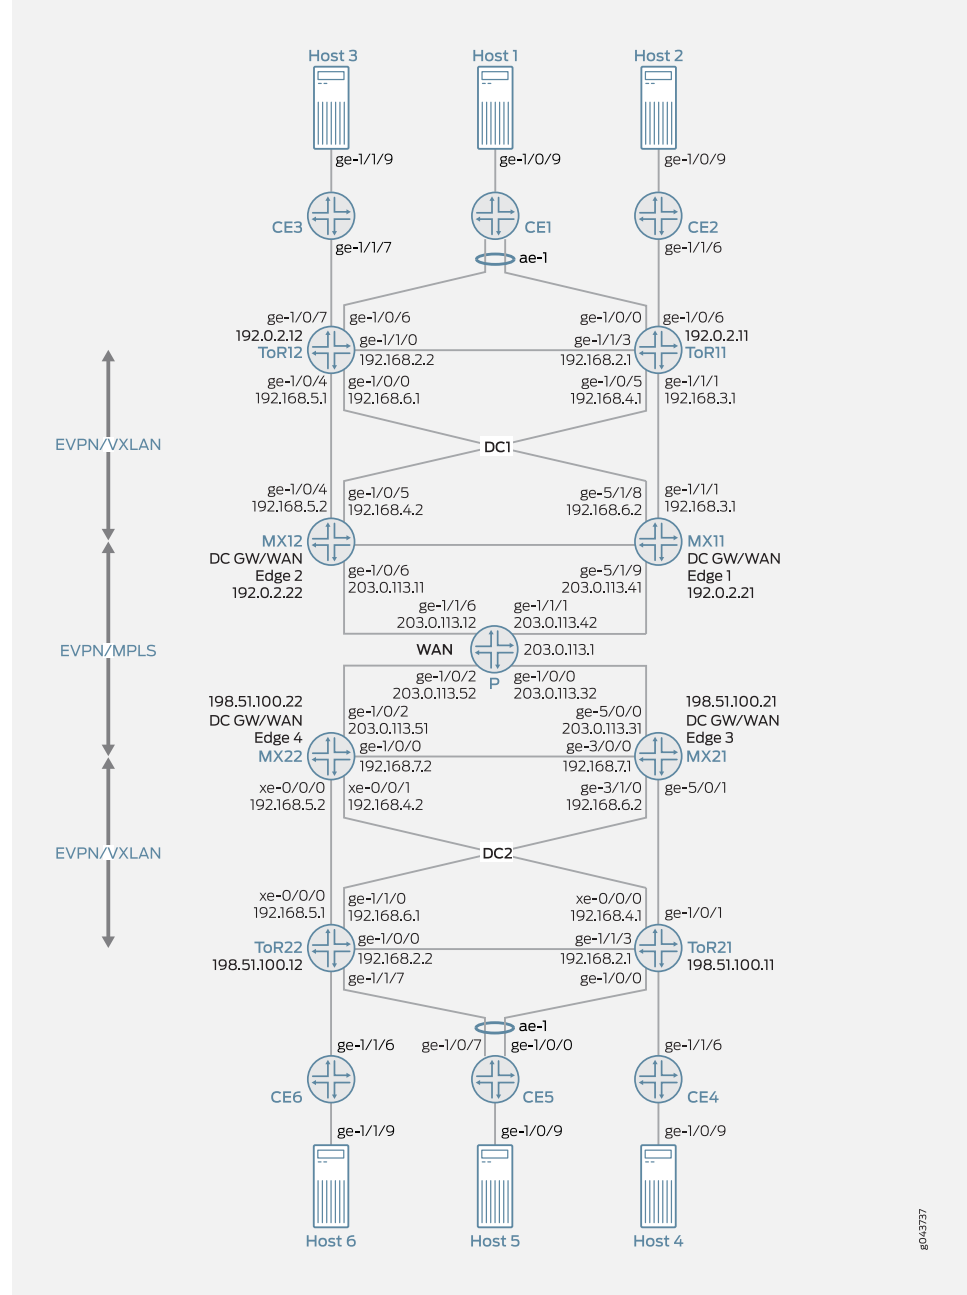 Host 3
Host 1
Host 2
ge-1/1/9
ge-1/0/9
ge-1/0/9
CE3
CE1
CE2
ge-1/1/7
ae-1
ge-1/1/6
ge-1/0/7
ge-1/0/6
ge-1/0/0
ge-1/0/6
192.0.2.12
192.0.2.11
ToR12
ge-1/1/0
ge-1/1/3
ToR11
192.168.2.2
192.168.2.1
ge-1/0/4
ge-1/0/0
ge-1/0/5
ge-1/1/1
192.168.5.1
192.168.6.1
192.168.4.1
192.168.3.1
EVPN/VXLAN
DC1
ge-1/0/4
ge-1/0/5
ge-5/1/8
ge-1/1/1
192.168.5.2
192.168.4.2
192.168.6.2
192.168.3.1
MX12
MX11
DC GW/WAN
Edge 2
192.0.2.22
DC GW/WAN
Edge 1
192.0.2.21
ge-1/0/6
203.0.113.11
ge-5/1/9
203.0.113.41
ge-1/1/6
203.0.113.12
ge-1/1/1
203.0.113.42
EVPN/MPLS
WAN
203.0.113.1
P
ge-1/0/2
203.0.113.52
ge-1/0/0
203.0.113.32
198.51.100.22
DC GW/WAN
Edge 4
MX22
198.51.100.21
DC GW/WAN
Edge 3
MX21
ge-1/0/2
203.0.113.51
ge-5/0/0
203.0.113.31
ge-1/0/0
192.168.7.2
ge-3/0/0
192.168.7.1
xe-0/0/0
192.168.5.2
xe-0/0/1
192.168.4.2
ge-3/1/0
192.168.6.2
ge-5/0/1
EVPN/VXLAN
DC2
xe-0/0/0
192.168.5.1
ge-1/1/0
192.168.6.1
xe-0/0/0
192.168.4.1
ge-1/0/1
ToR22
198.51.100.12
ge-1/0/0
192.168.2.2
ge-1/1/3
192.168.2.1
ToR21
198.51.100.11
ge-1/1/7
ge-1/0/0
ae-1
ge-1/1/6
ge-1/0/7
ge-1/0/0
ge-1/1/6
CE6
CE5
CE4
ge-1/1/9
ge-1/0/9
ge-1/0/9
Host 6
Host 5
Host 4
g043737